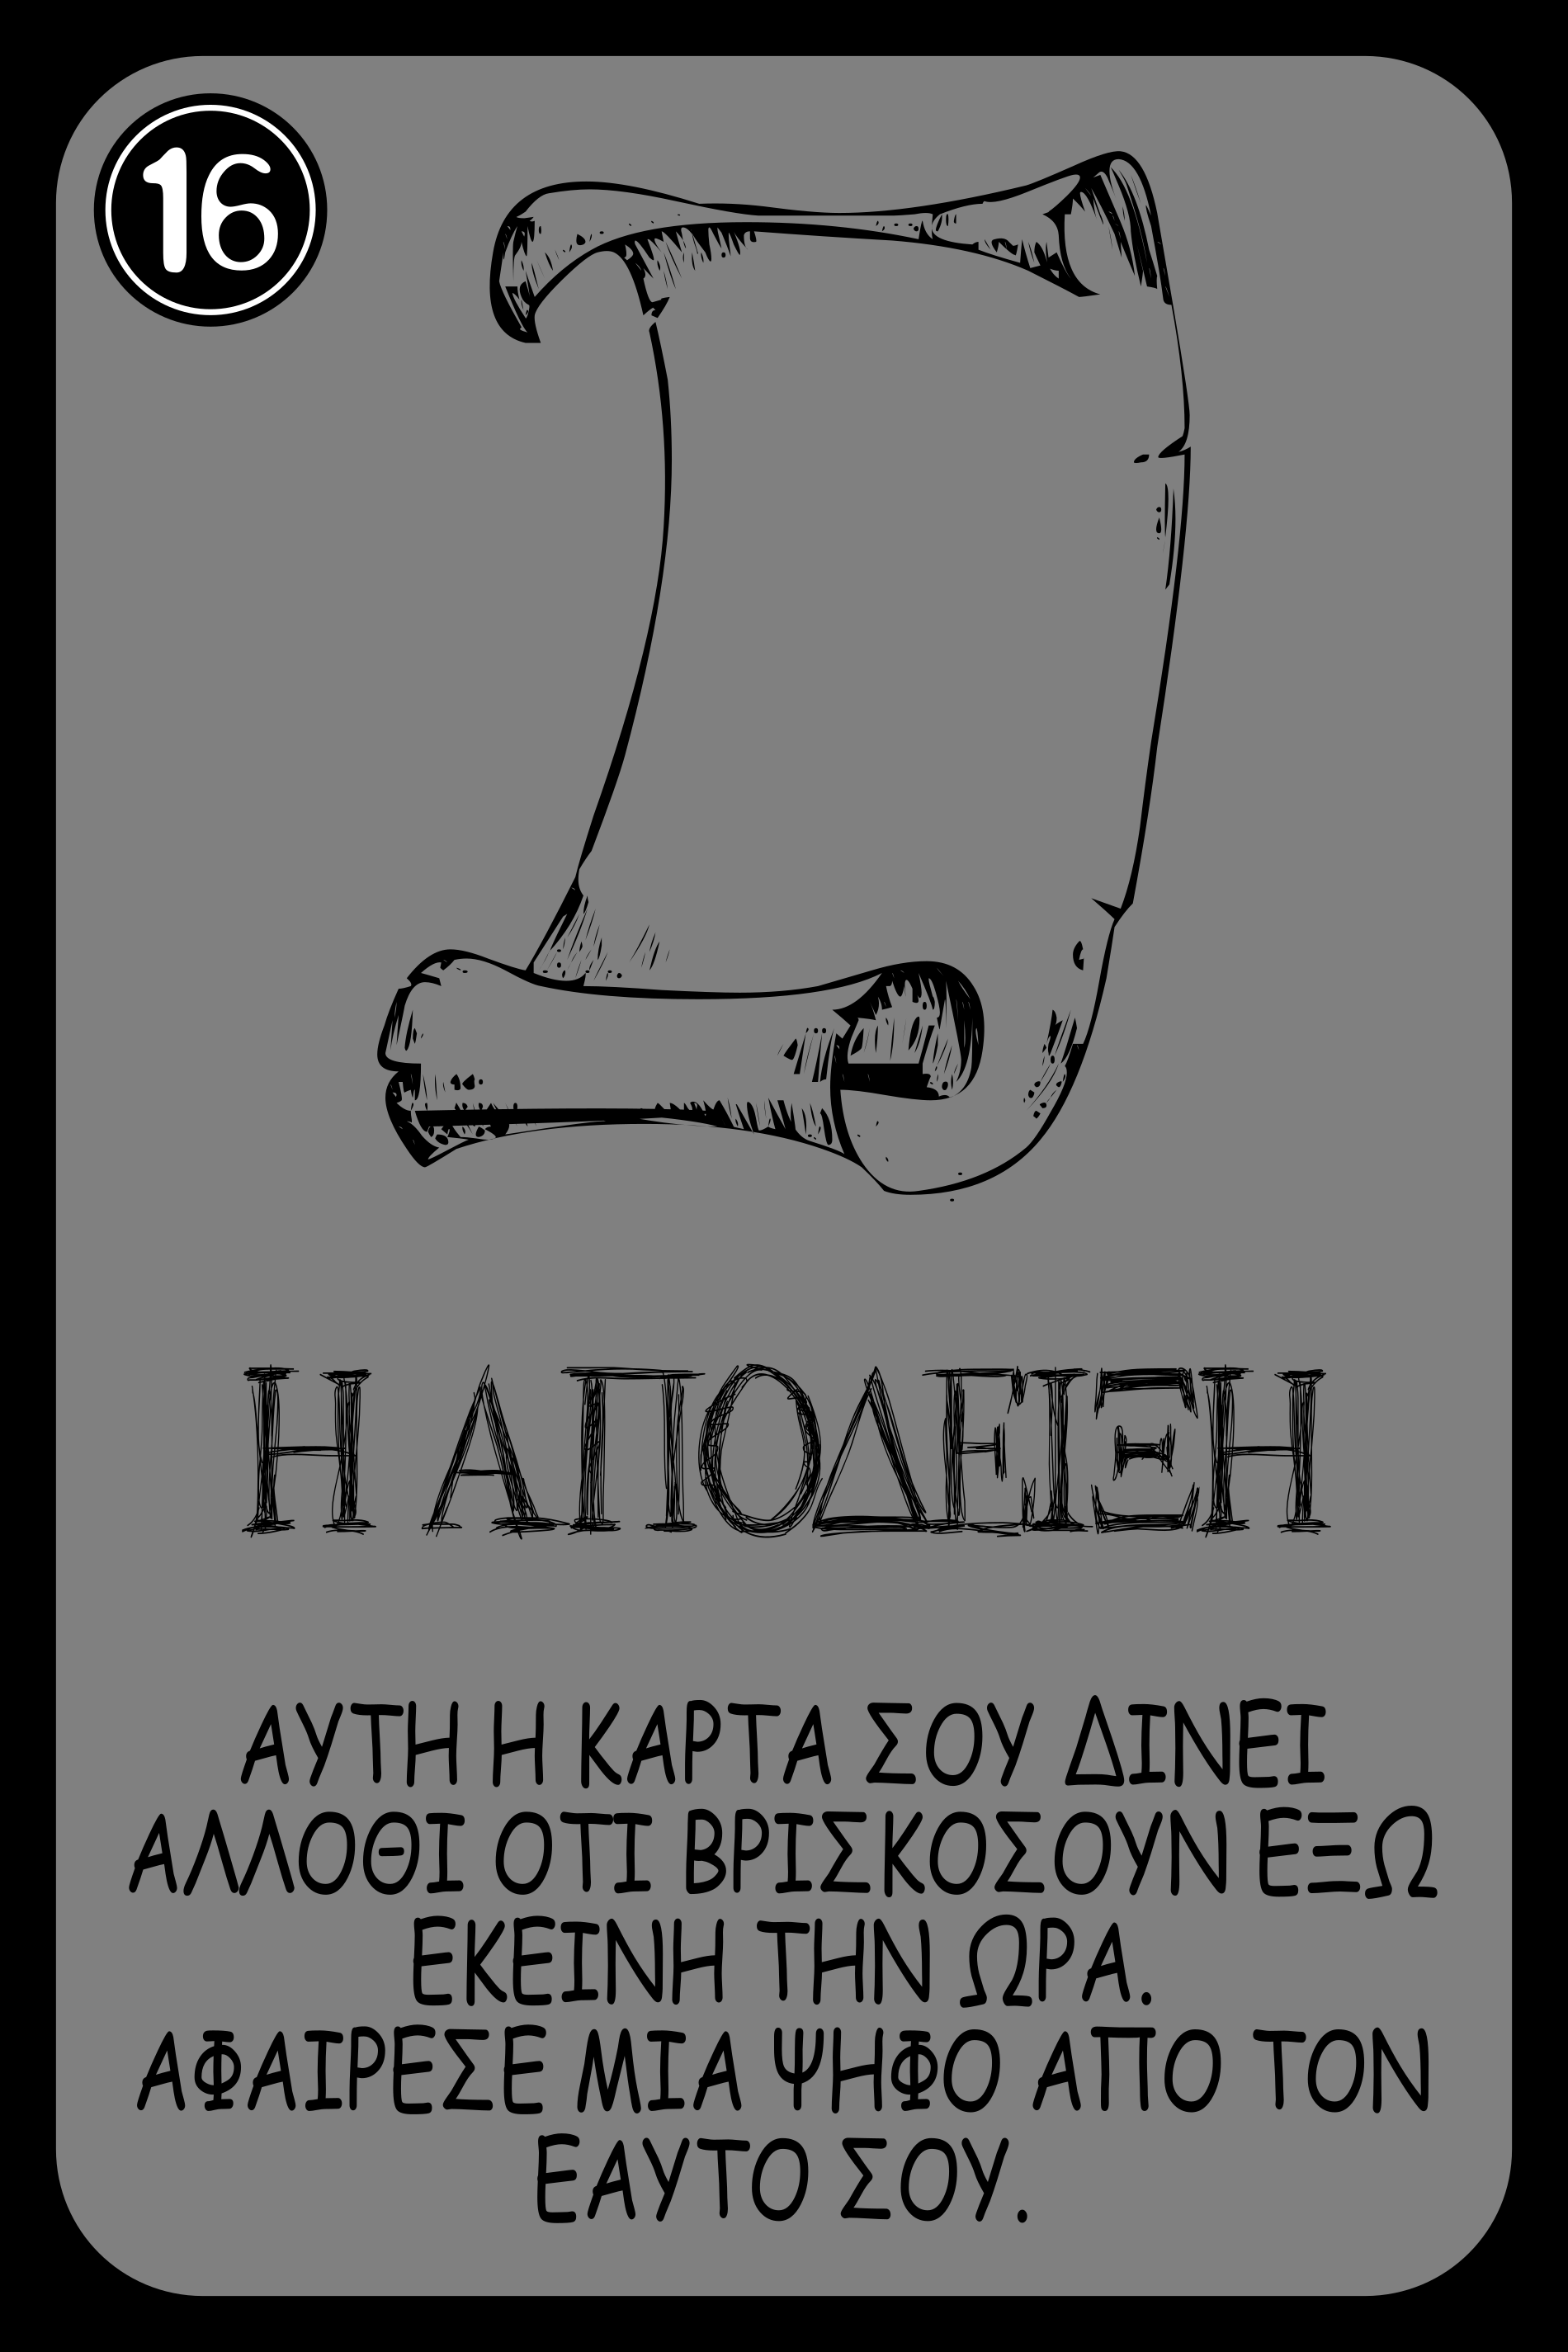 16
Η ΑΠΟΔΕΙΞΗ
ΑΥΤΗ Η ΚΑΡΤΑ ΣΟΥ ΔΙΝΕΙ
ΑΛΛΟΘΙ ΟΤΙ ΒΡΙΣΚΟΣΟΥΝ ΕΞΩ
ΕΚΕΙΝΗ ΤΗΝ ΩΡΑ.
ΑΦΑΙΡΕΣΕ ΜΙΑ ΨΗΦΟ ΑΠΟ ΤΟΝ
ΕΑΥΤΟ ΣΟΥ.